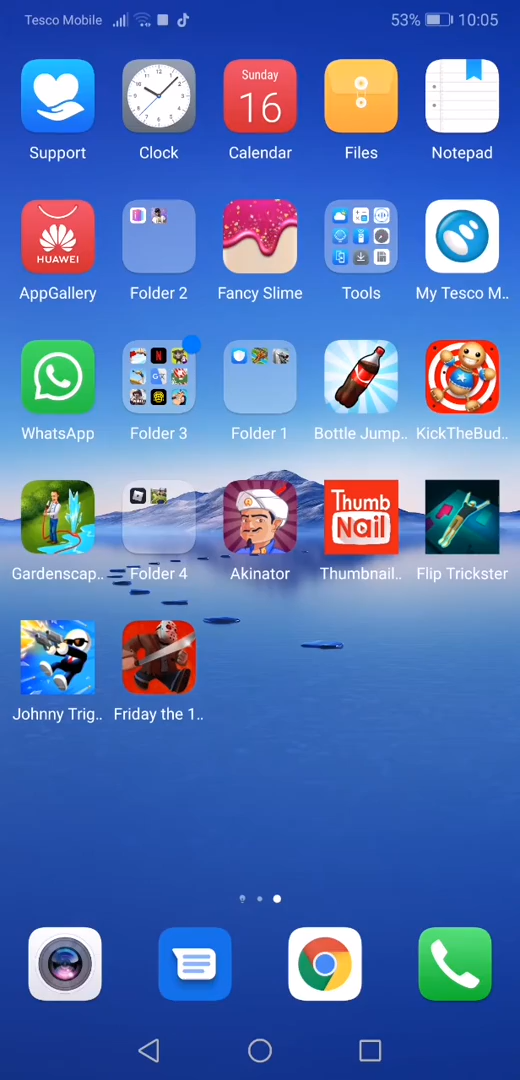 Tesco Mobile 53% 10:05
Sunday
16
Support Clock Calendar Files Notepad
HUAWEI
AppGallery Folder 2 Fancy Slime Tools My Tesco M..
WhatsApp Folder 3 Folder 1 Bottle Jump.. KickTheBud..
Thumb
Nail
Gardenscap.. Folder 4 Akinator Thumbnail.. Flip Trickster
Johnny Trig.. Friday the 1..